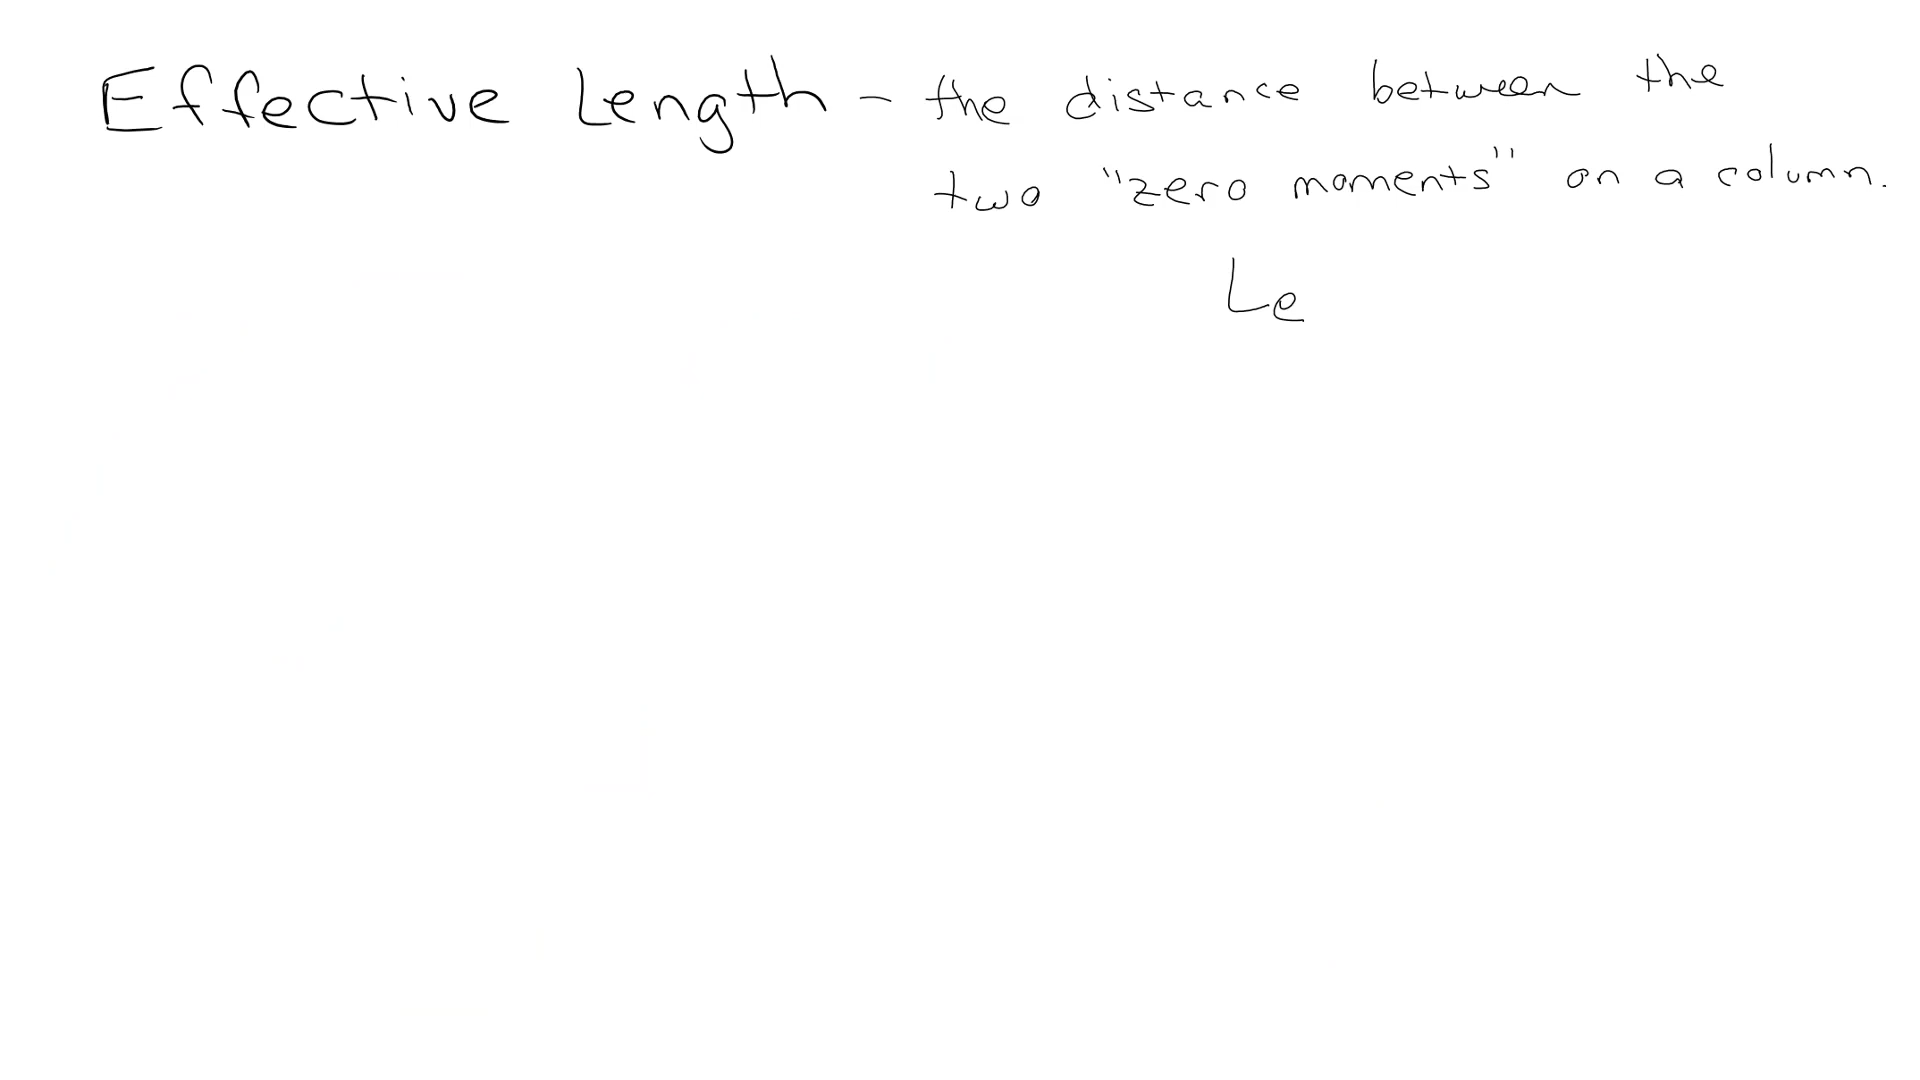 Effective Length - the distance between the
two "zero moments" on a column.
Le